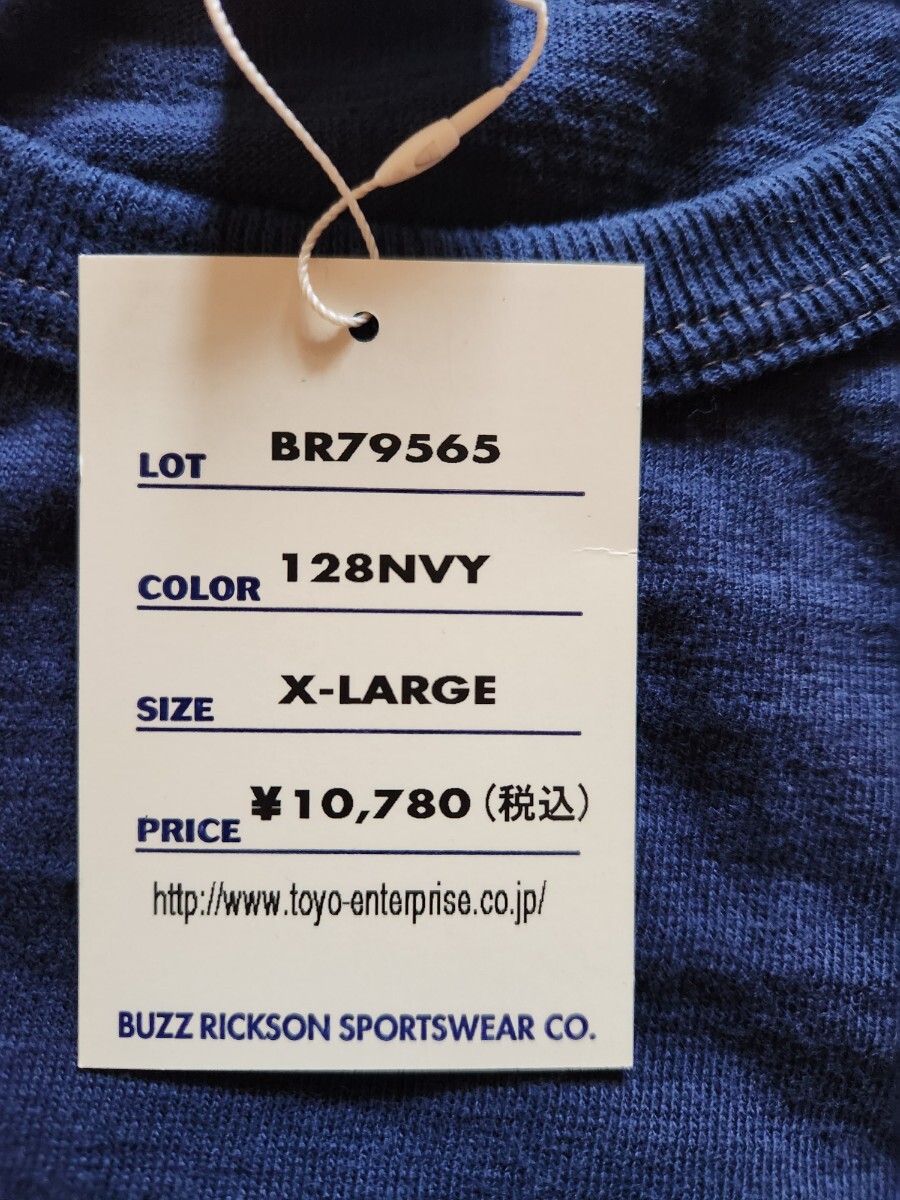 LOT BR79565
COLOR 128NVY
SIZE X-LARGE
PRICE ¥10,780(税込)
http://www.toyo-enterprise.co.jp/
BUZZ RICKSON SPORTSWEAR CO.